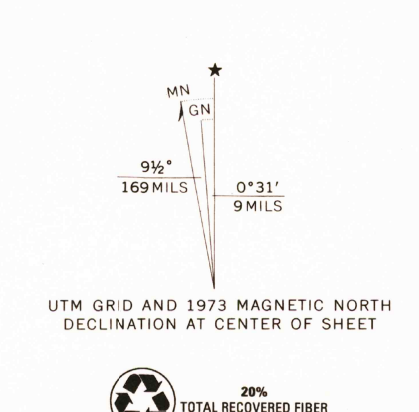 MN
GN
9½°
169 MILS
0°31′
9 MILS
UTM GRID AND 1973 MAGNETIC NORTH
DECLINATION AT CENTER OF SHEET
20%
TOTAL RECOVERED FIBER